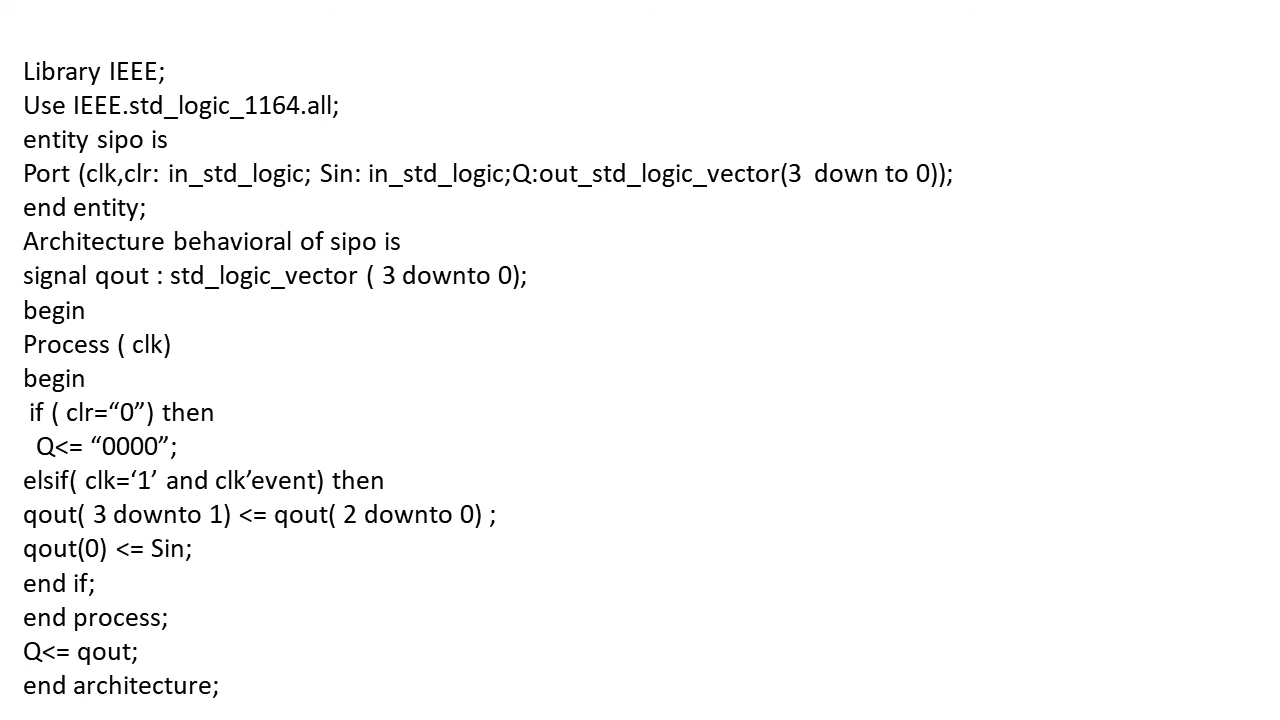 Library IEEE;
Use IEEE.std_logic_1164.all;
entity sipo is
Port (clk,clr: in_std_logic; Sin: in_std_logic;Q:out_std_logic_vector(3  down to 0));
end entity;
Architecture behavioral of sipo is
signal qout : std_logic_vector ( 3 downto 0);
begin
Process ( clk)
begin
if ( clr=“0”) then
Q<= “0000”;
elsif( clk=‘1’ and clk’event) then
qout( 3 downto 1) <= qout( 2 downto 0) ;
qout(0) <= Sin;
end if;
end process;
Q<= qout;
end architecture;